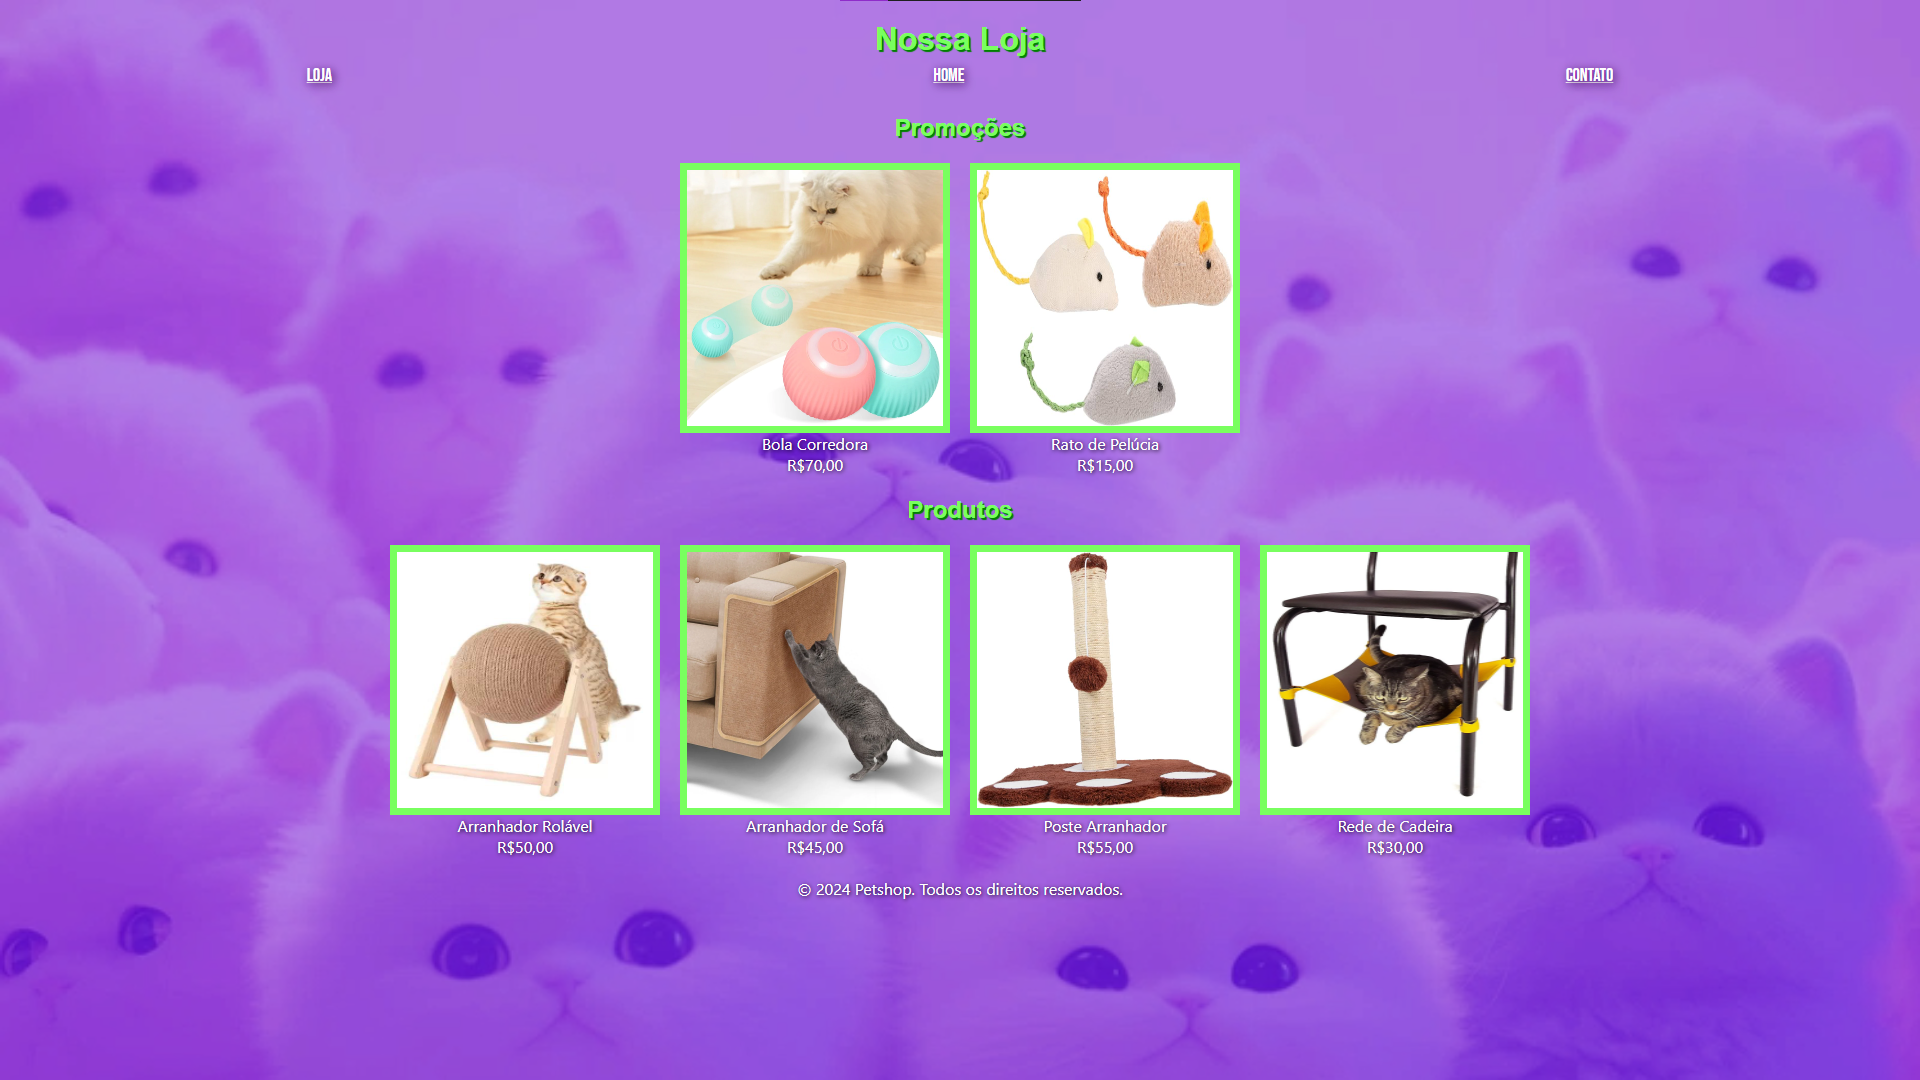 Nossa Loja
LOJA HOME CONTATO
Promoções
Bola Corredora Rato de Pelúcia
R$70,00 R$15,00
Produtos
Arranhador Rolável Arranhador de Sofá Poste Arranhador Rede de Cadeira
R$50,00 R$45,00 R$55,00 R$30,00
© 2024 Petshop. Todos os direitos reservados.